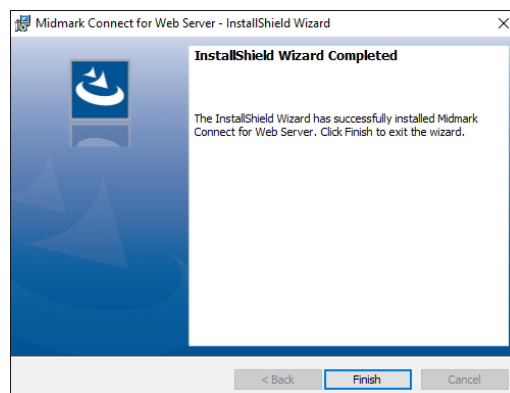 Midmark Connect for Web Server - InstallShield Wizard
InstallShield Wizard Completed
The InstallShield Wizard has successfully installed Midmark
Connect for Web Server. Click Finish to exit the wizard.
< Back
Finish
Cancel